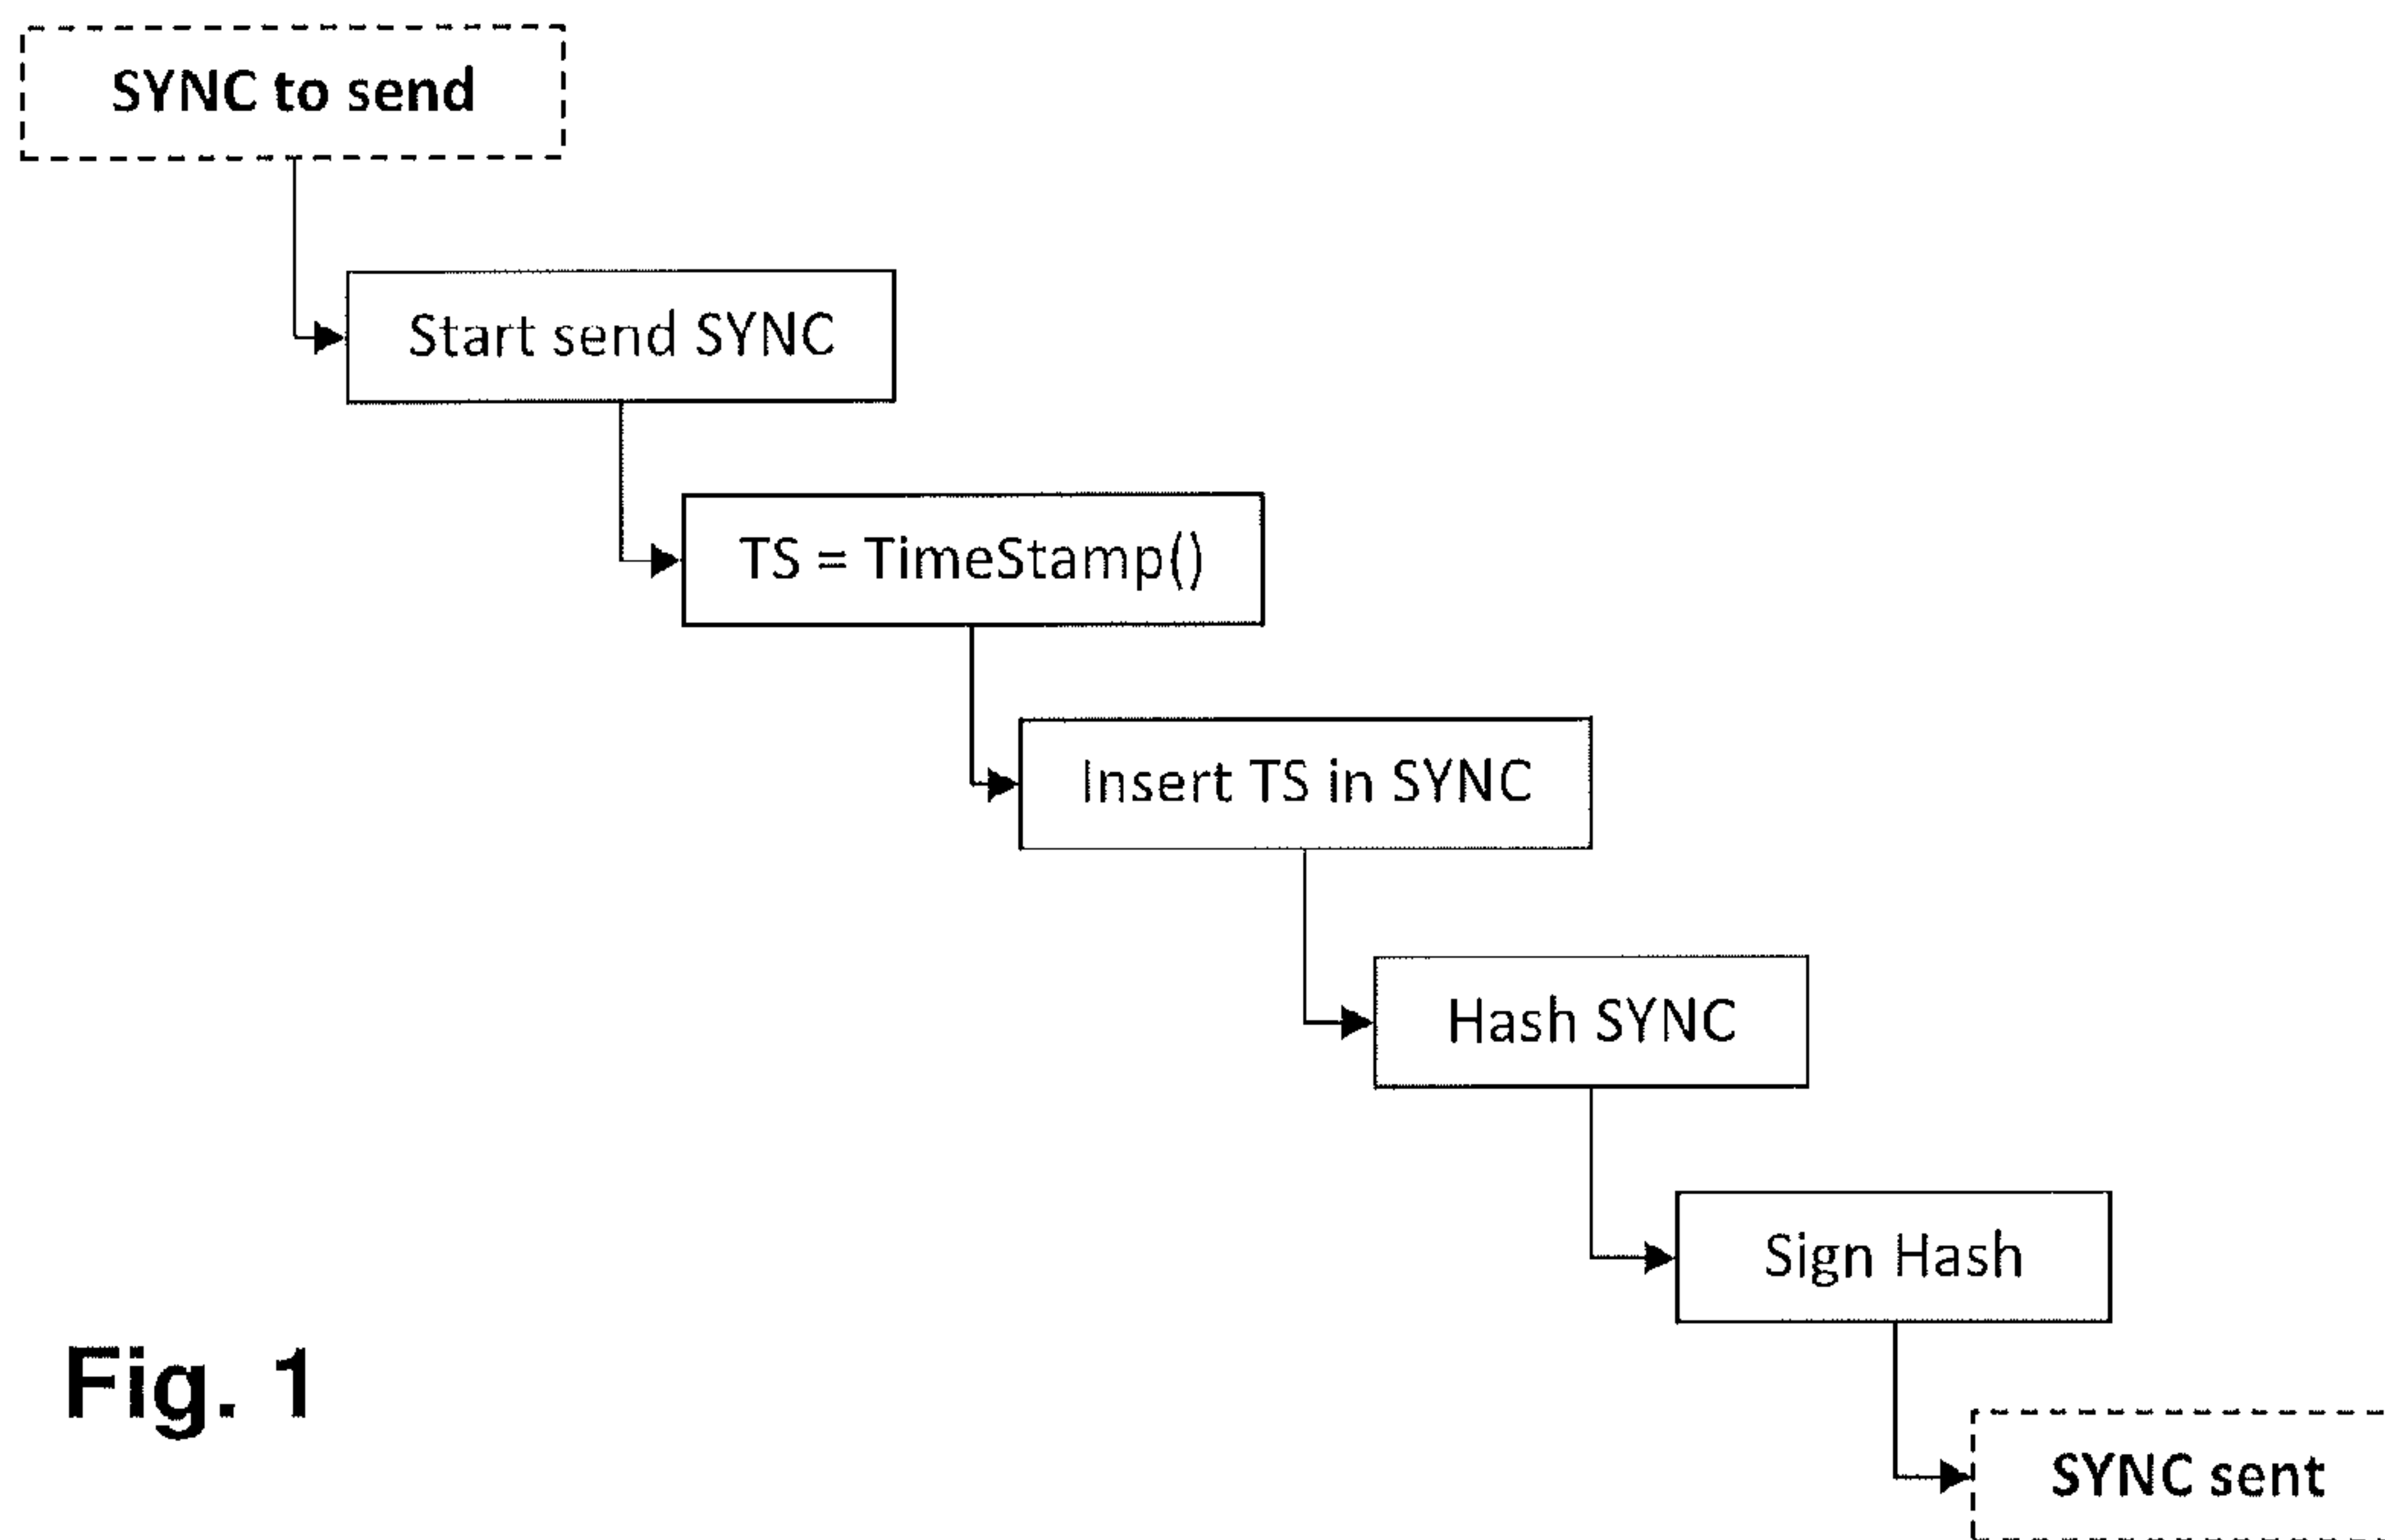 SYNC to send
Start send SYNC
TS = TimeStamp()
Insert TS in SYNC
Hash SYNC
Sign Hash
SYNC sent
Fig. 1